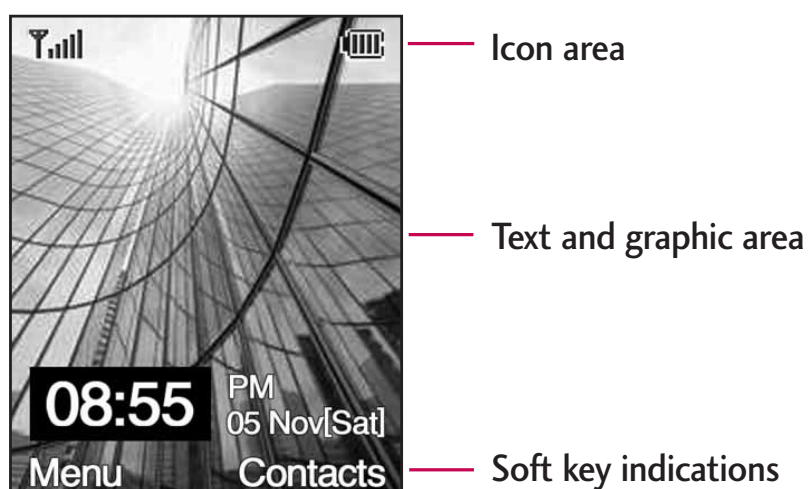 Icon area
Text and graphic area
08:55 PM
05 Nov[Sat]
Menu Contacts
Soft key indications